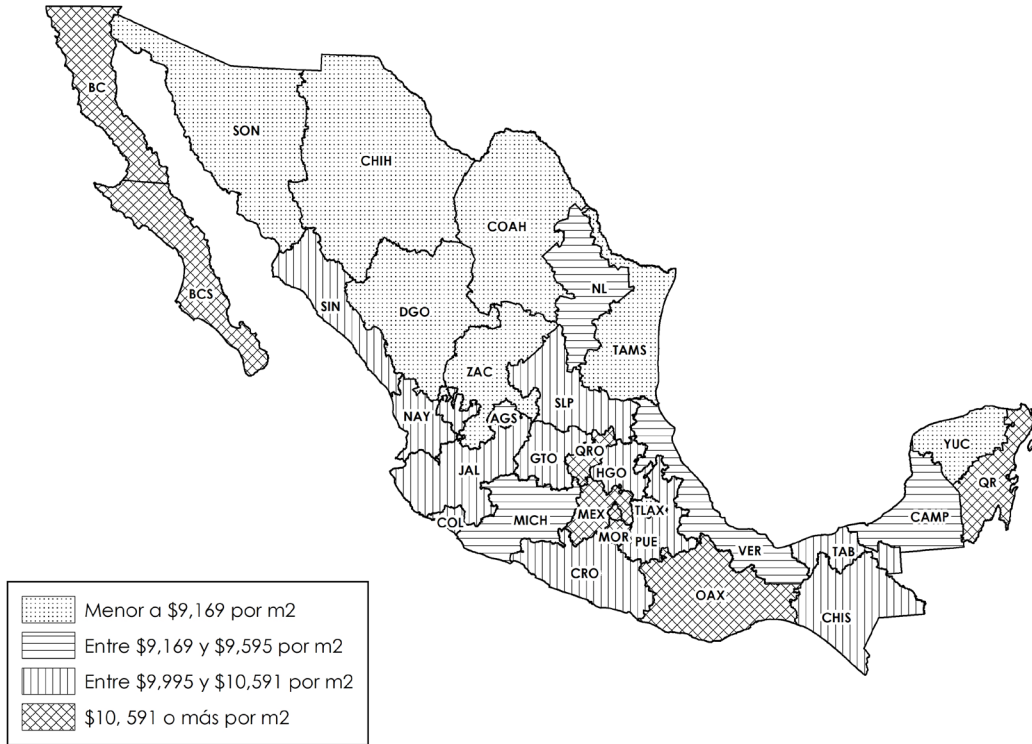 BC
SON
CHIH
COAH
BCS
SIN
NL
DGO
TAMS
ZAC
NAY
AGS
SLP
JAL
GTO
QRO
HGO
YUC
QR
COL
MICH
MEX
TLAX
MOR
PUE
VER
CAMP
TAB
CRO
OAX
CHIS
Menor a $9,169 por m2
Entre $9,169 y $9,595 por m2
Entre $9,995 y $10,591 por m2
$10, 591 o más por m2